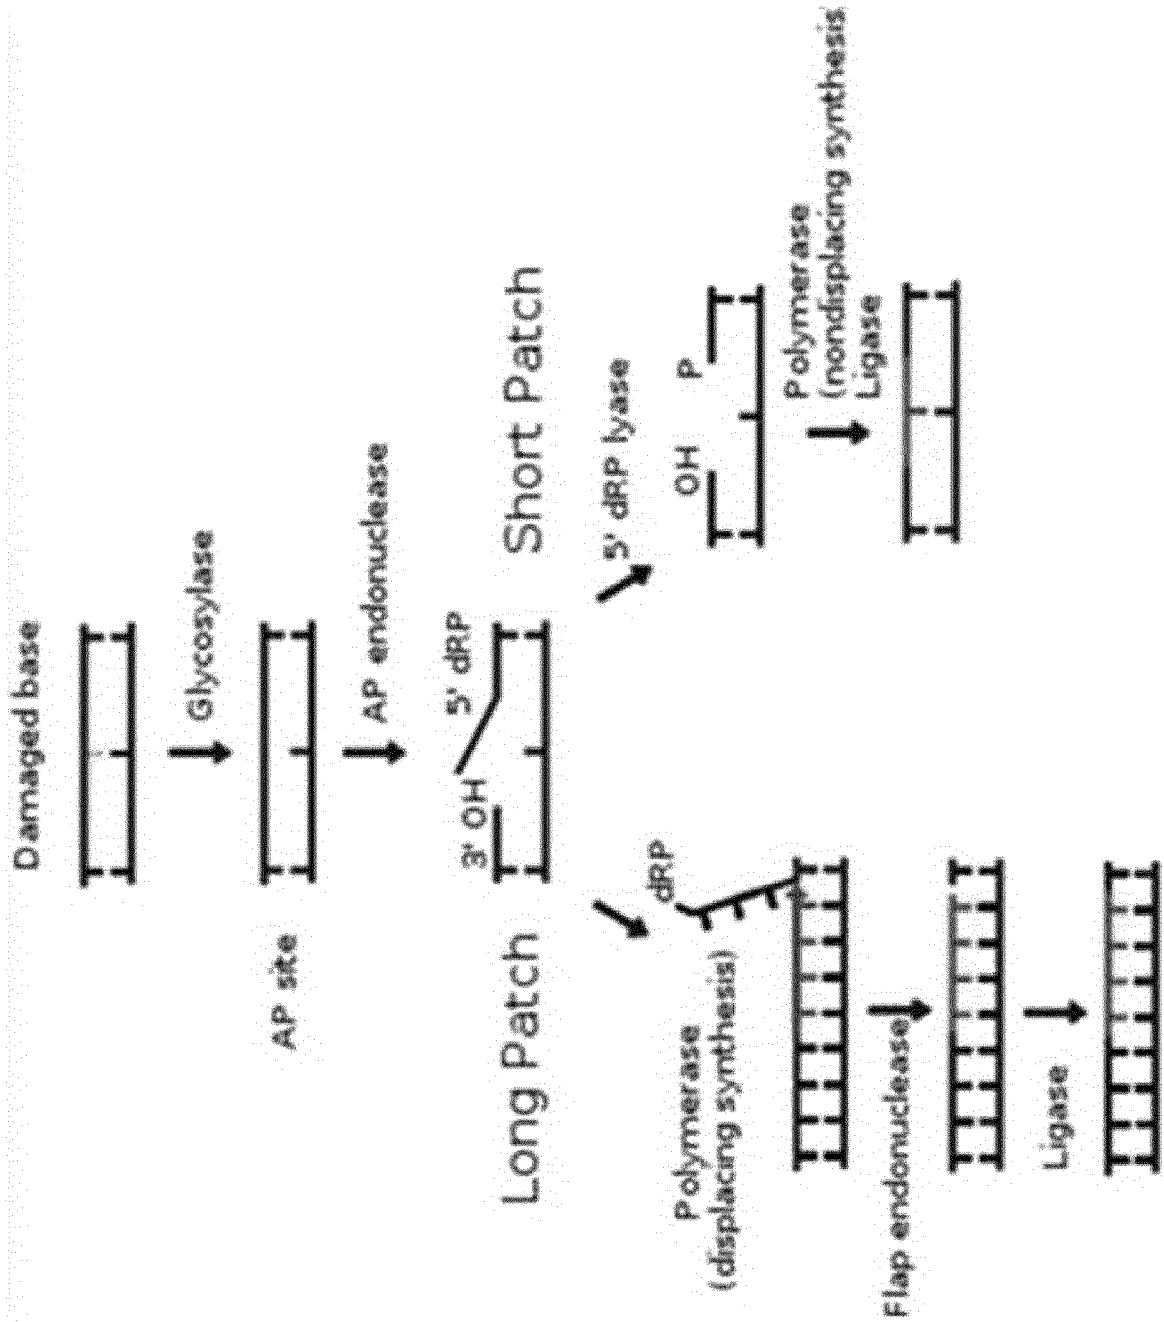 Damaged base
Glycosylase
AP site
AP endonuclease
3' OH
5' dRP
Long Patch
Short Patch
dRP
Polymerase
(displacing synthesis)
Flap endonuclease
Ligase
5' dRP lyase
OH
P
Polymerase
(nondisplacing synthesis
Ligase